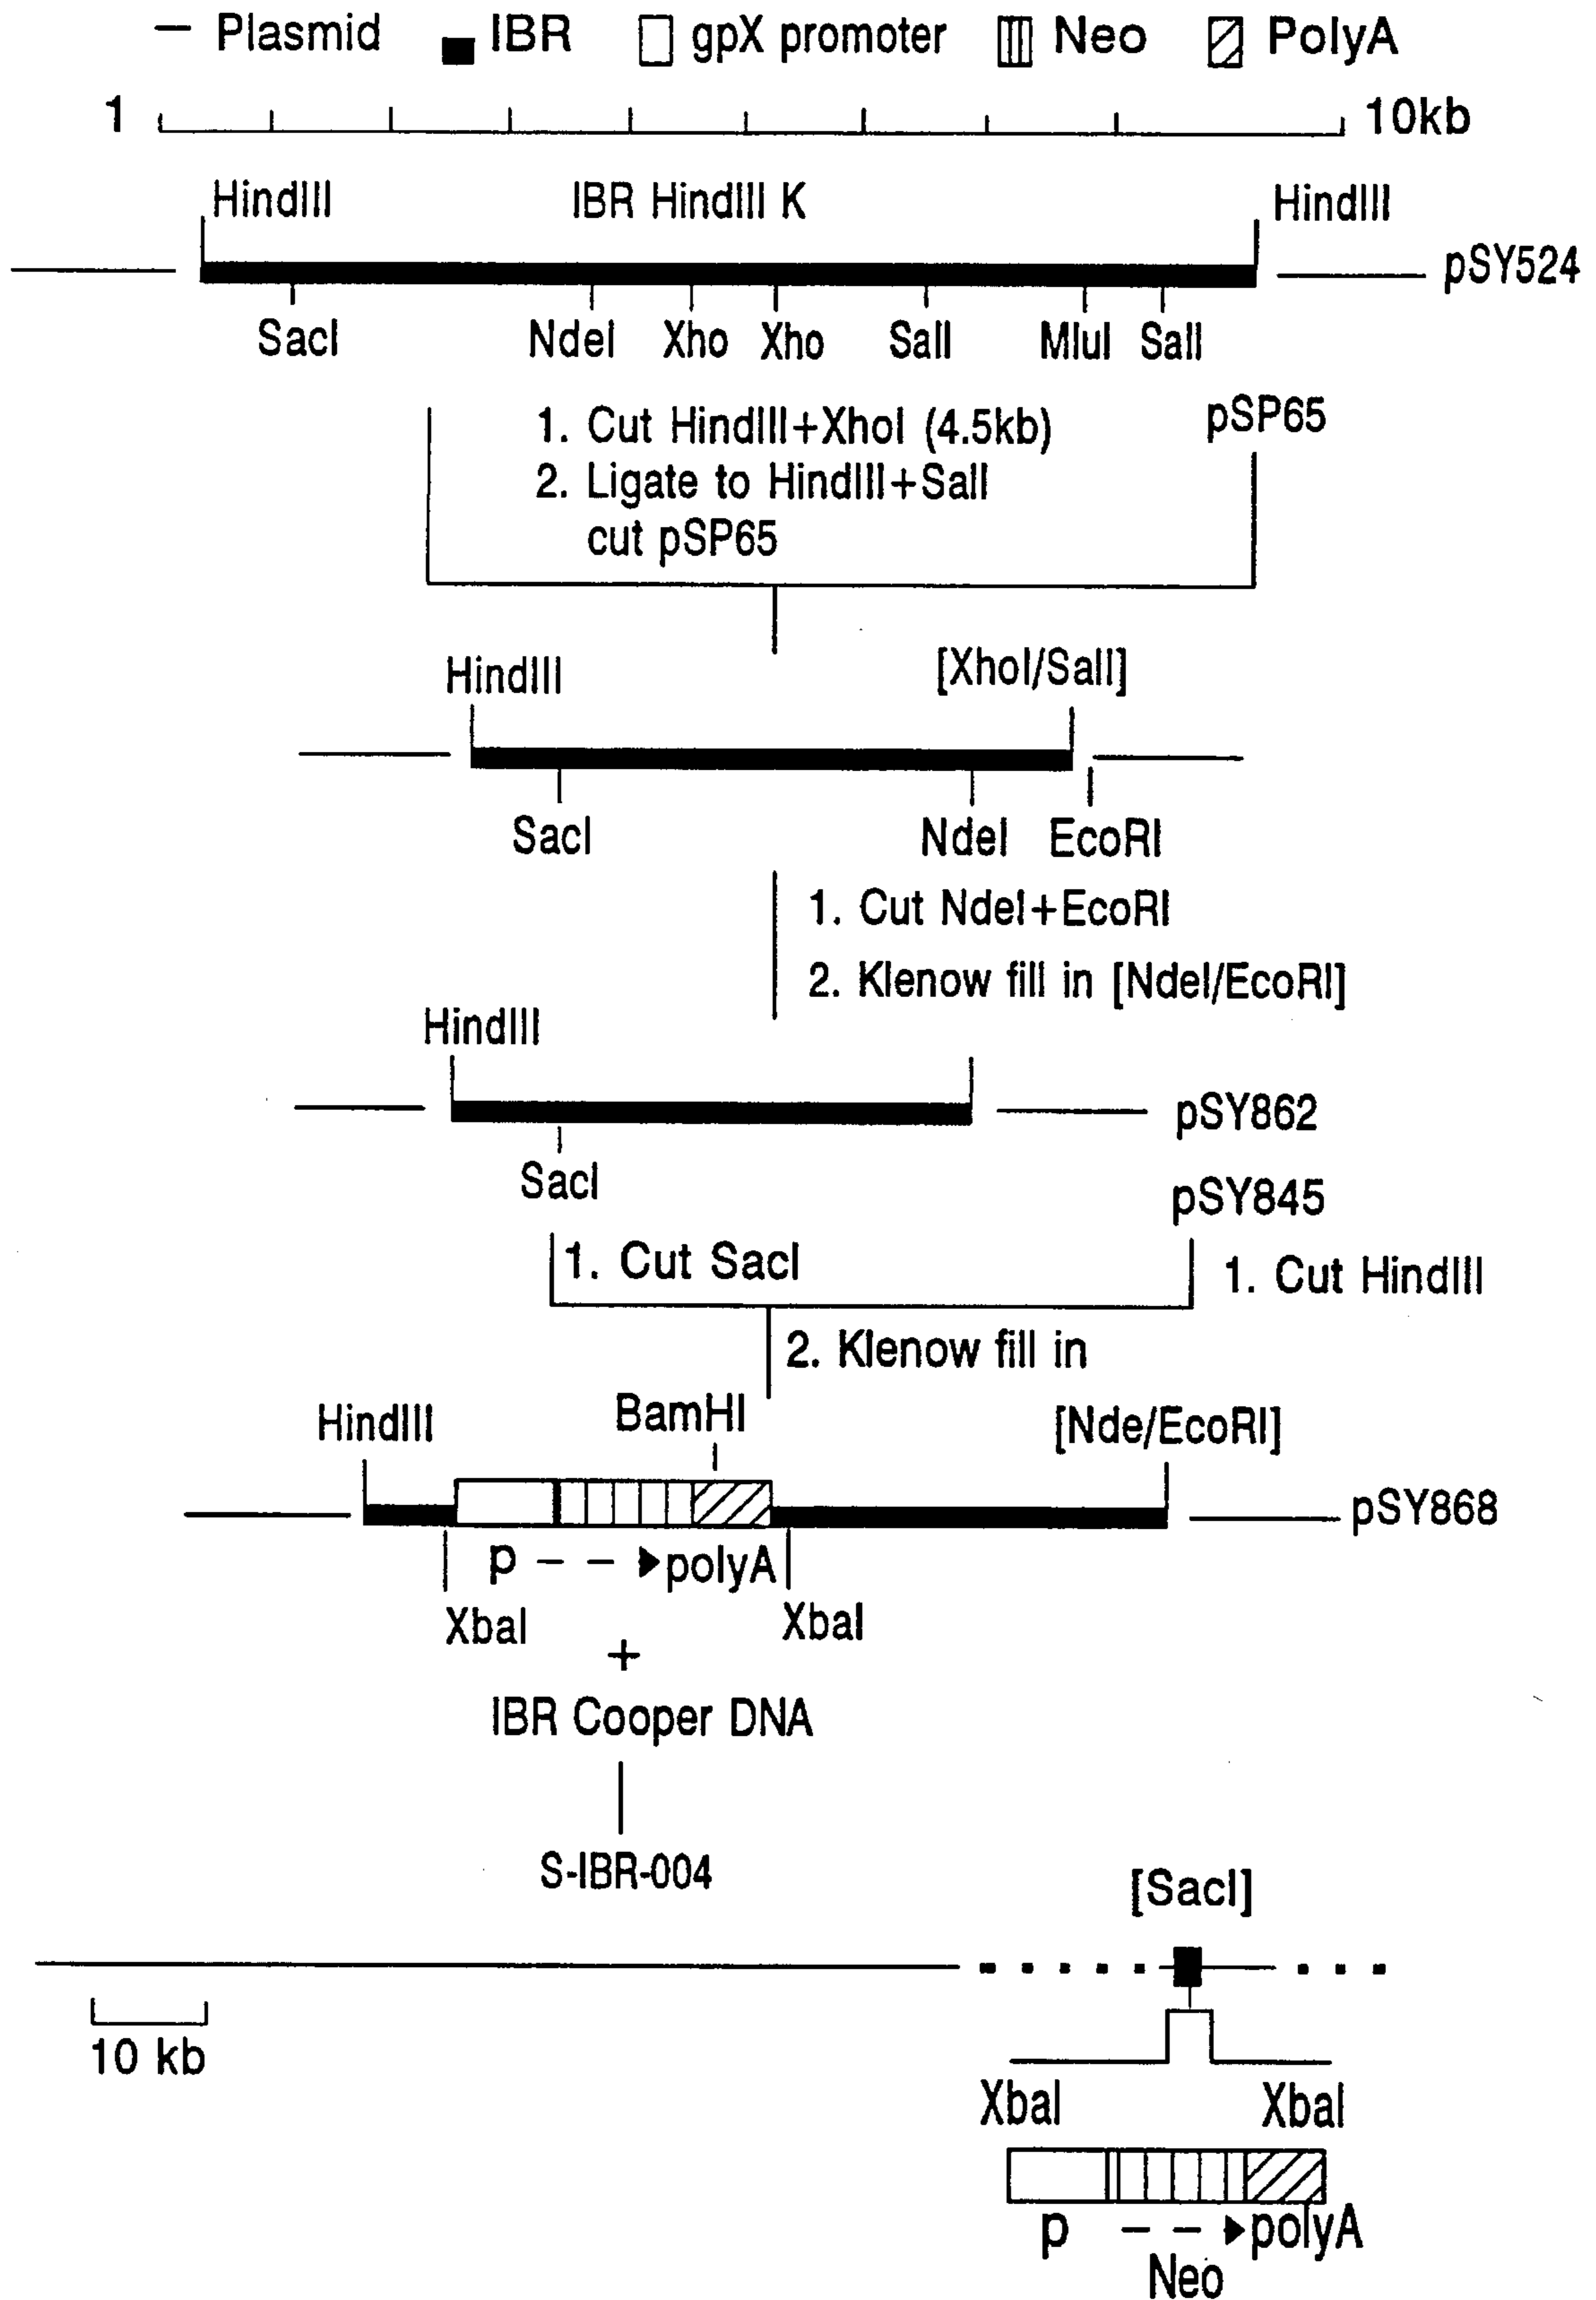 Plasmid IBR gpX promoter Neo PolyA
1 10kb
HindIII IBR HindIII K HindIII
pSY524
SacI NdeI Xho Xho SalI MluI SalI
1. Cut HindIII+XhoI (4.5kb) pSP65
2. Ligate to HindIII+SalI
cut pSP65
HindIII [XhoI/SalI]
SacI NdeI EcoRI
1. Cut NdeI+EcoRI
2. Klenow fill in [NdeI/EcoRI]
HindIII
pSY862
SacI
pSY845
1. Cut SacI 1. Cut HindIII
2. Klenow fill in
HindIII BamHI [Nde/EcoRI]
pSY868
p polyA
XbaI XbaI
+
IBR Cooper DNA
S-IBR-004
[SacI]
10 kb
XbaI XbaI
p polyA
Neo